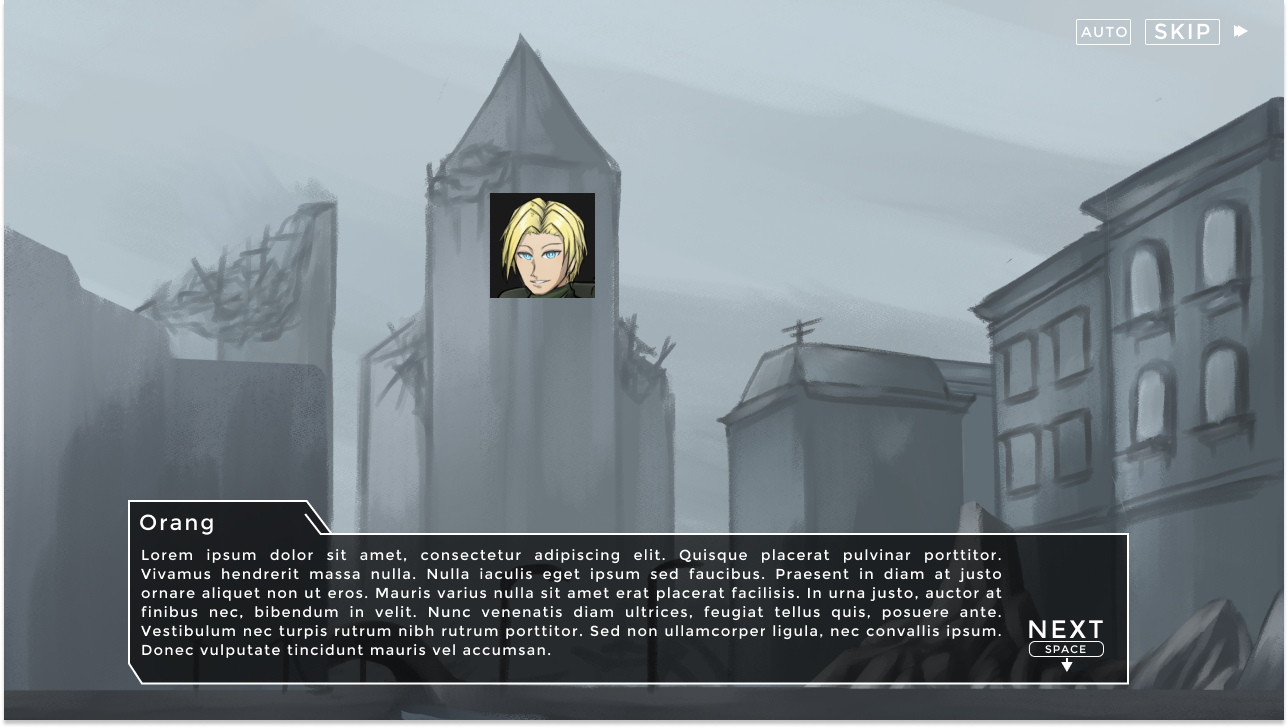 AUTO SKIP
Orang
Lorem ipsum dolor sit amet, consectetur adipiscing elit. Quisque placerat pulvinar porttitor.
Vivamus hendrerit massa nulla. Nulla iaculis eget ipsum sed faucibus. Praesent in diam at justo
ornare aliquet non ut eros. Mauris varius nulla sit amet erat placerat facilisis. In urna justo, auctor at
finibus nec, bibendum in velit. Nunc venenatis diam ultrices, feugiat tellus quis, posuere ante.
Vestibulum nec turpis rutrum nibh rutrum porttitor. Sed non ullamcorper ligula, nec convallis ipsum.
Donec vulputate tincidunt mauris vel accumsan.
NEXT
SPACE